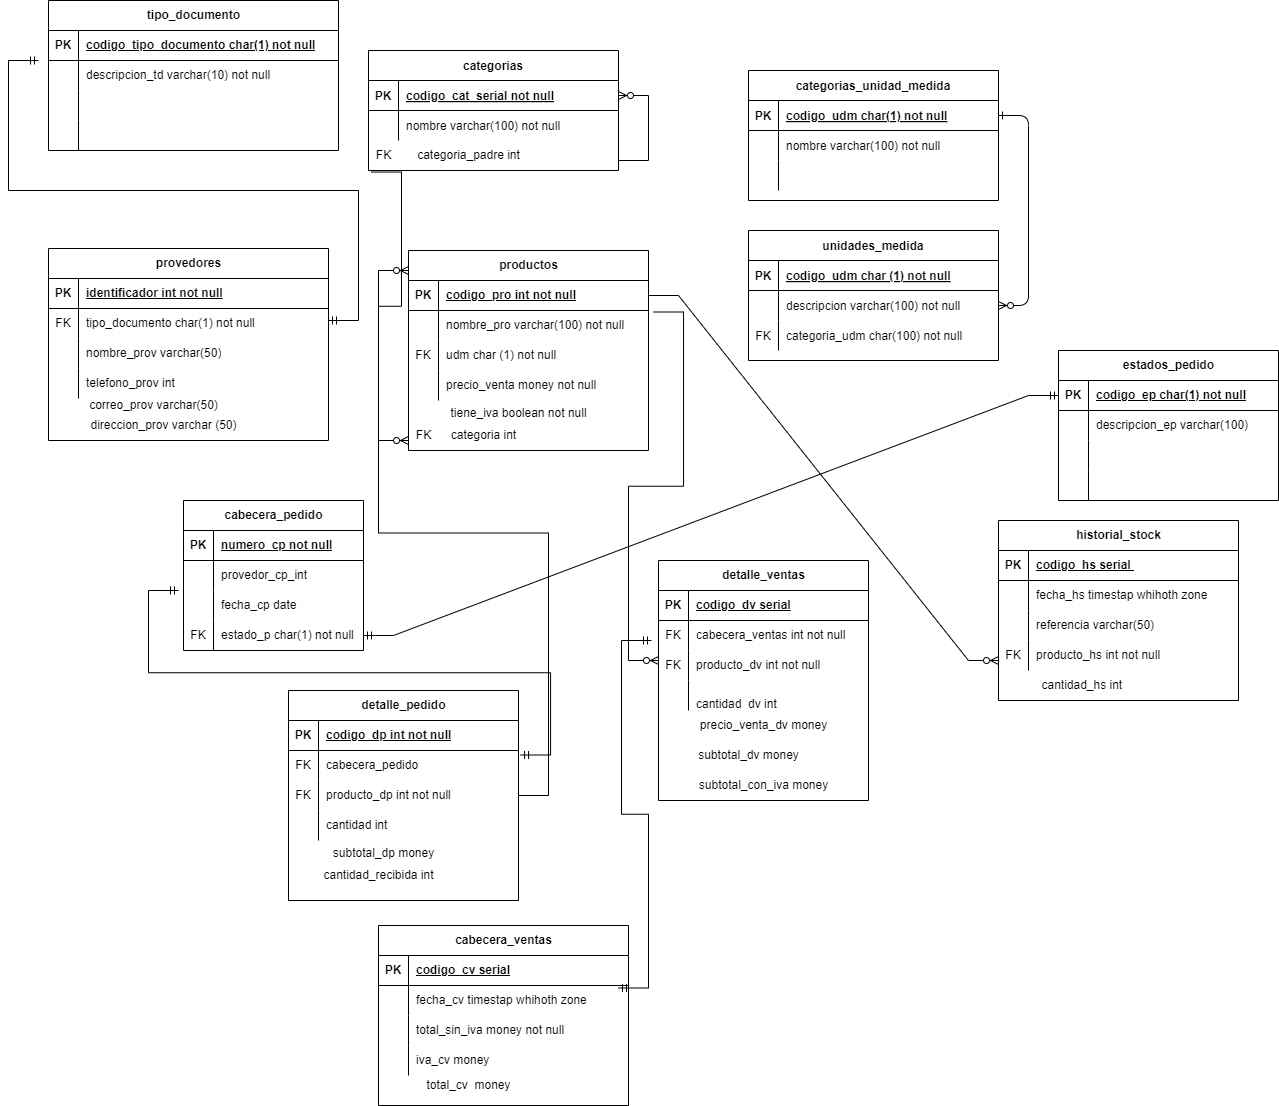 tipo_documento
PK codigo_tipo_documento char(1) not null
descripcion_td varchar(10) not null
categorias
PK codigo_cat_serial not null
nombre varchar(100) not null
FK categoria_padre int
categorias_unidad_medida
PK codigo_udm char(1) not null
nombre varchar(100) not null
unidades_medida
PK codigo_udm char (1) not null
descripcion varchar(100) not null
FK categoria_udm char(100) not null
provedores
PK identificador int not null
FK tipo_documento char(1) not null
nombre_prov varchar(50)
telefono_prov int
correo_prov varchar(50)
direccion_prov varchar (50)
productos
PK codigo_pro int not null
nombre_pro varchar(100) not null
FK udm char (1) not null
precio_venta money not null
tiene_iva boolean not null
FK categoria int
estados_pedido
PK codigo_ep char(1) not null
descripcion_ep varchar(100)
cabecera_pedido
PK numero_cp not null
provedor_cp_int
fecha_cp date
FK estado_p char(1) not null
historial_stock
PK codigo_hs serial
fecha_hs timestap whihoth zone
referencia varchar(50)
FK producto_hs int not null
cantidad_hs int
detalle_ventas
PK codigo_dv serial
FK cabecera_ventas int not null
FK producto_dv int not null
cantidad_dv int
precio_venta_dv money
subtotal_dv money
subtotal_con_iva money
detalle_pedido
PK codigo_dp int not null
FK cabecera_pedido
FK producto_dp int not null
cantidad int
subtotal_dp money
cantidad_recibida int
cabecera_ventas
PK codigo_cv serial
fecha_cv timestap whihoth zone
total_sin_iva money not null
iva_cv money
total_cv money